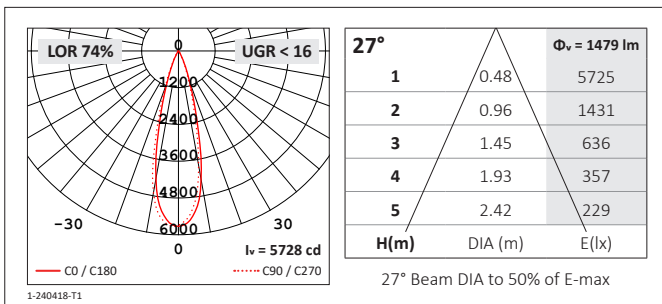 LOR 74%
UGR < 16
0
1200
2400
3600
4800
6000
-30
30
0
Iᵥ = 5728 cd
C0 / C180
C90 / C270
1-240418-T1
27°
Φᵥ = 1479 lm
1 0.48 5725
2 0.96 1431
3 1.45 636
4 1.93 357
5 2.42 229
H(m) DIA (m) E(lx)
27° Beam DIA to 50% of E-max